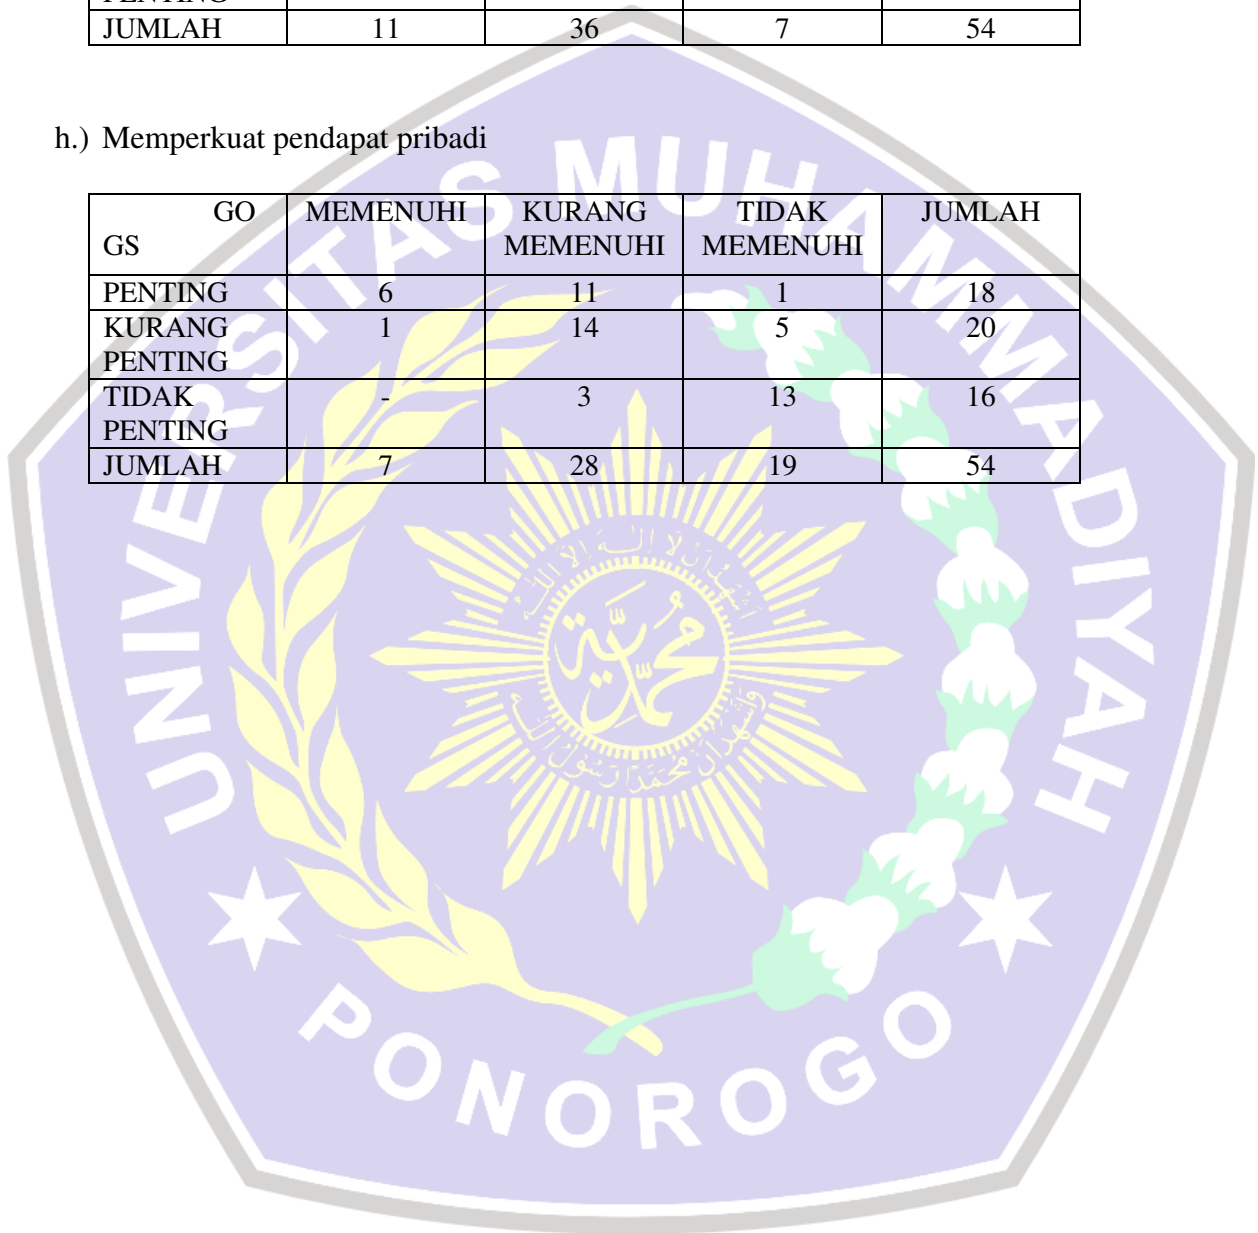 JUMLAH 11 36 7 54
h.) Memperkuat pendapat pribadi
GO MEMENUHI KURANG TIDAK JUMLAH
GS MEMENUHI MEMENUHI
PENTING 6 11 1 18
KURANG 1 14 5 20
PENTING
TIDAK - 3 13 16
PENTING
JUMLAH 7 28 19 54
UNIVERSITAS MUHAMMADIYAH
PONOROGO
محمدية